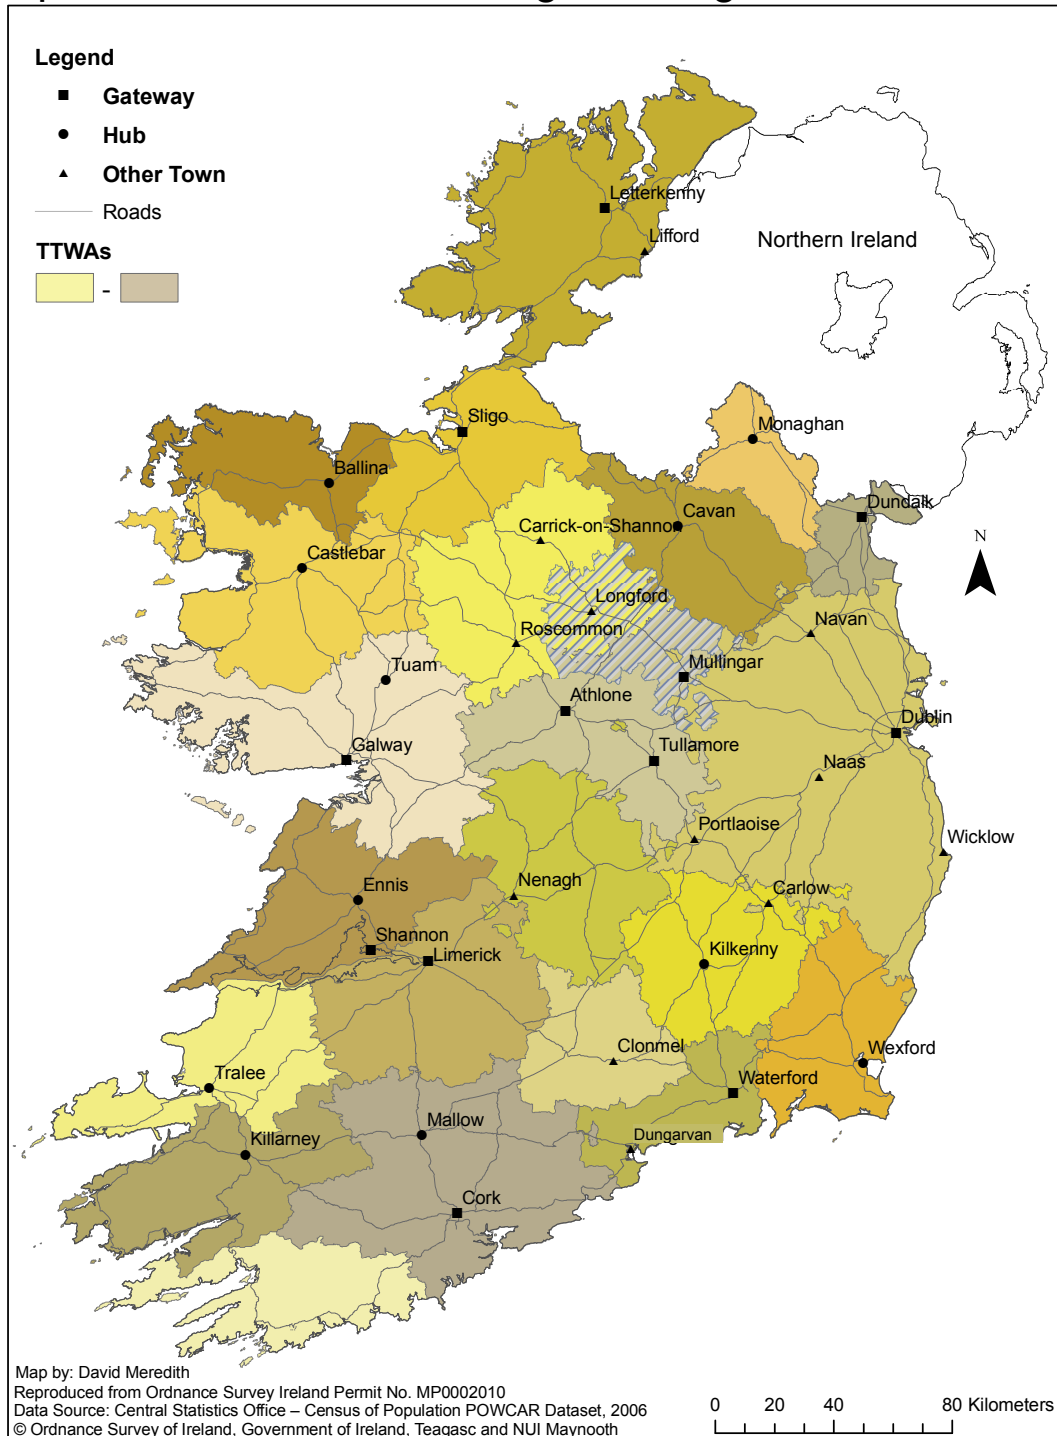 Legend
Gateway
Hub
Other Town
Roads
TTWAs
-
Letterkenny
Lifford
Northern Ireland
Sligo
Monaghan
Ballina
Dundalk
Carrick-on-Shannon
Cavan
Castlebar
N
Longford
Navan
Roscommon
Tuam
Mullingar
Athlone
Dublin
Galway
Tullamore
Naas
Portlaoise
Wicklow
Ennis
Nenagh
Carlow
Shannon
Limerick
Kilkenny
Clonmel
Wexford
Tralee
Waterford
Mallow
Dungarvan
Killarney
Cork
Map by: David Meredith
Reproduced from Ordnance Survey Ireland Permit No. MP0002010
Data Source: Central Statistics Office – Census of Population POWCAR Dataset, 2006
© Ordnance Survey of Ireland, Government of Ireland, Teagasc and NUI Maynooth
0 20 40 80 Kilometers